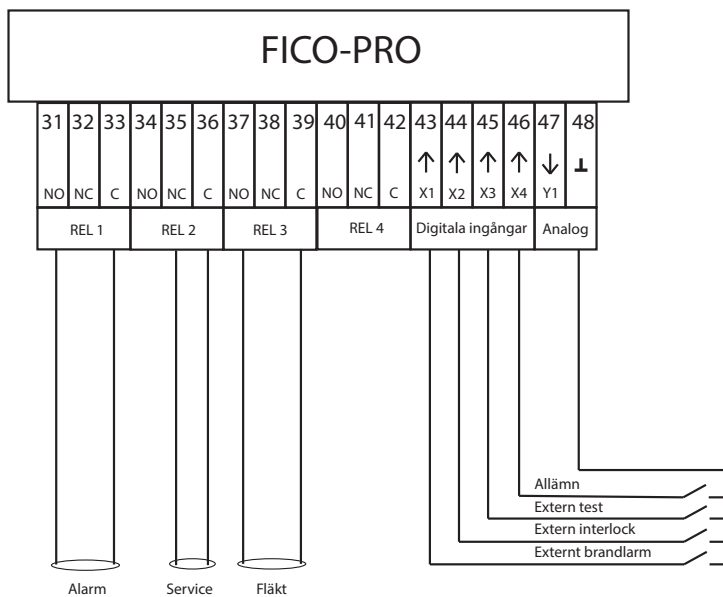 FICO-PRO
31 32 33 34 35 36 37 38 39 40 41 42 43 44 45 46 47 48
NO NC C NO NC C NO NC C NO NC C X1 X2 X3 X4 Y1
REL 1 REL 2 REL 3 REL 4 Digitala ingångar Analog
Allämn
Extern test
Extern interlock
Externt brandlarm
Alarm Service Fläkt